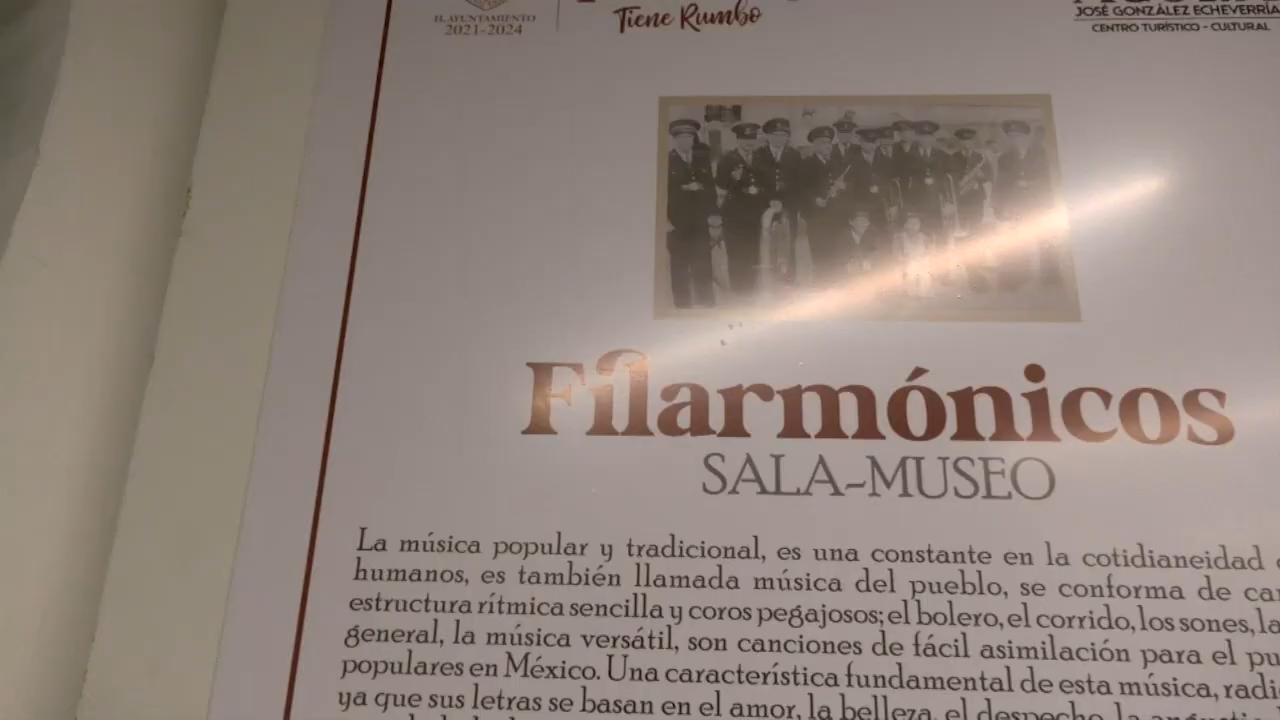 H. AYUNTAMIENTO
2021-2024
Tiene Rumbo
JOSÉ GONZÁLEZ ECHEVERRÍA
CENTRO TURÍSTICO - CULTURAL
Filarmónicos
SALA-MUSEO
La música popular y tradicional, es una constante en la cotidianeidad
humanos, es también llamada música del pueblo, se conforma de
estructura rítmica sencilla y coros pegajosos; el bolero, el corrido, los sones, la
general, la música versátil, son canciones de fácil asimilación para el
populares en México. Una característica fundamental de esta música,
ya que sus letras se basan en el amor, la belleza, el despecho, la